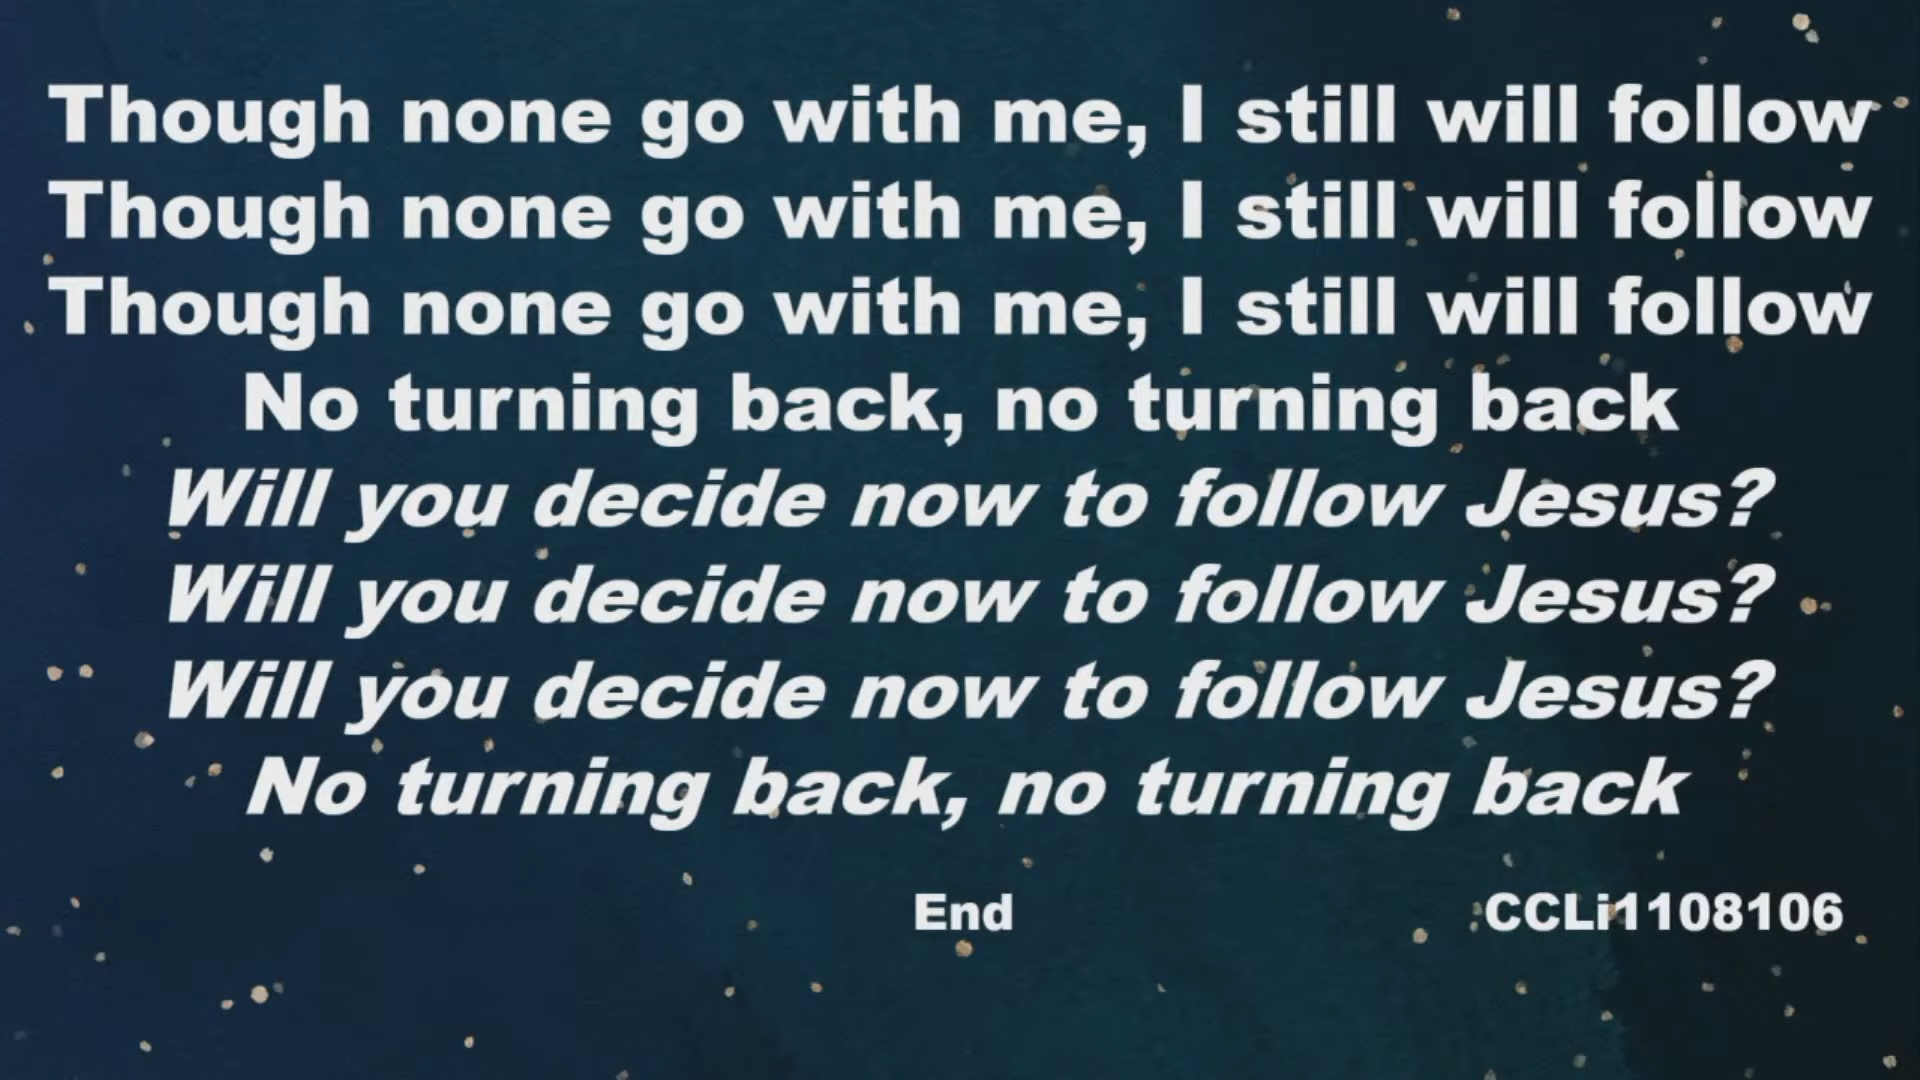 Though none go with me, I still will follow
Though none go with me, I still will follow
Though none go with me, I still will follow
No turning back, no turning back
Will you decide now to follow Jesus?
Will you decide now to follow Jesus?
Will you decide now to follow Jesus?
No turning back, no turning back
End
CCLi1108106